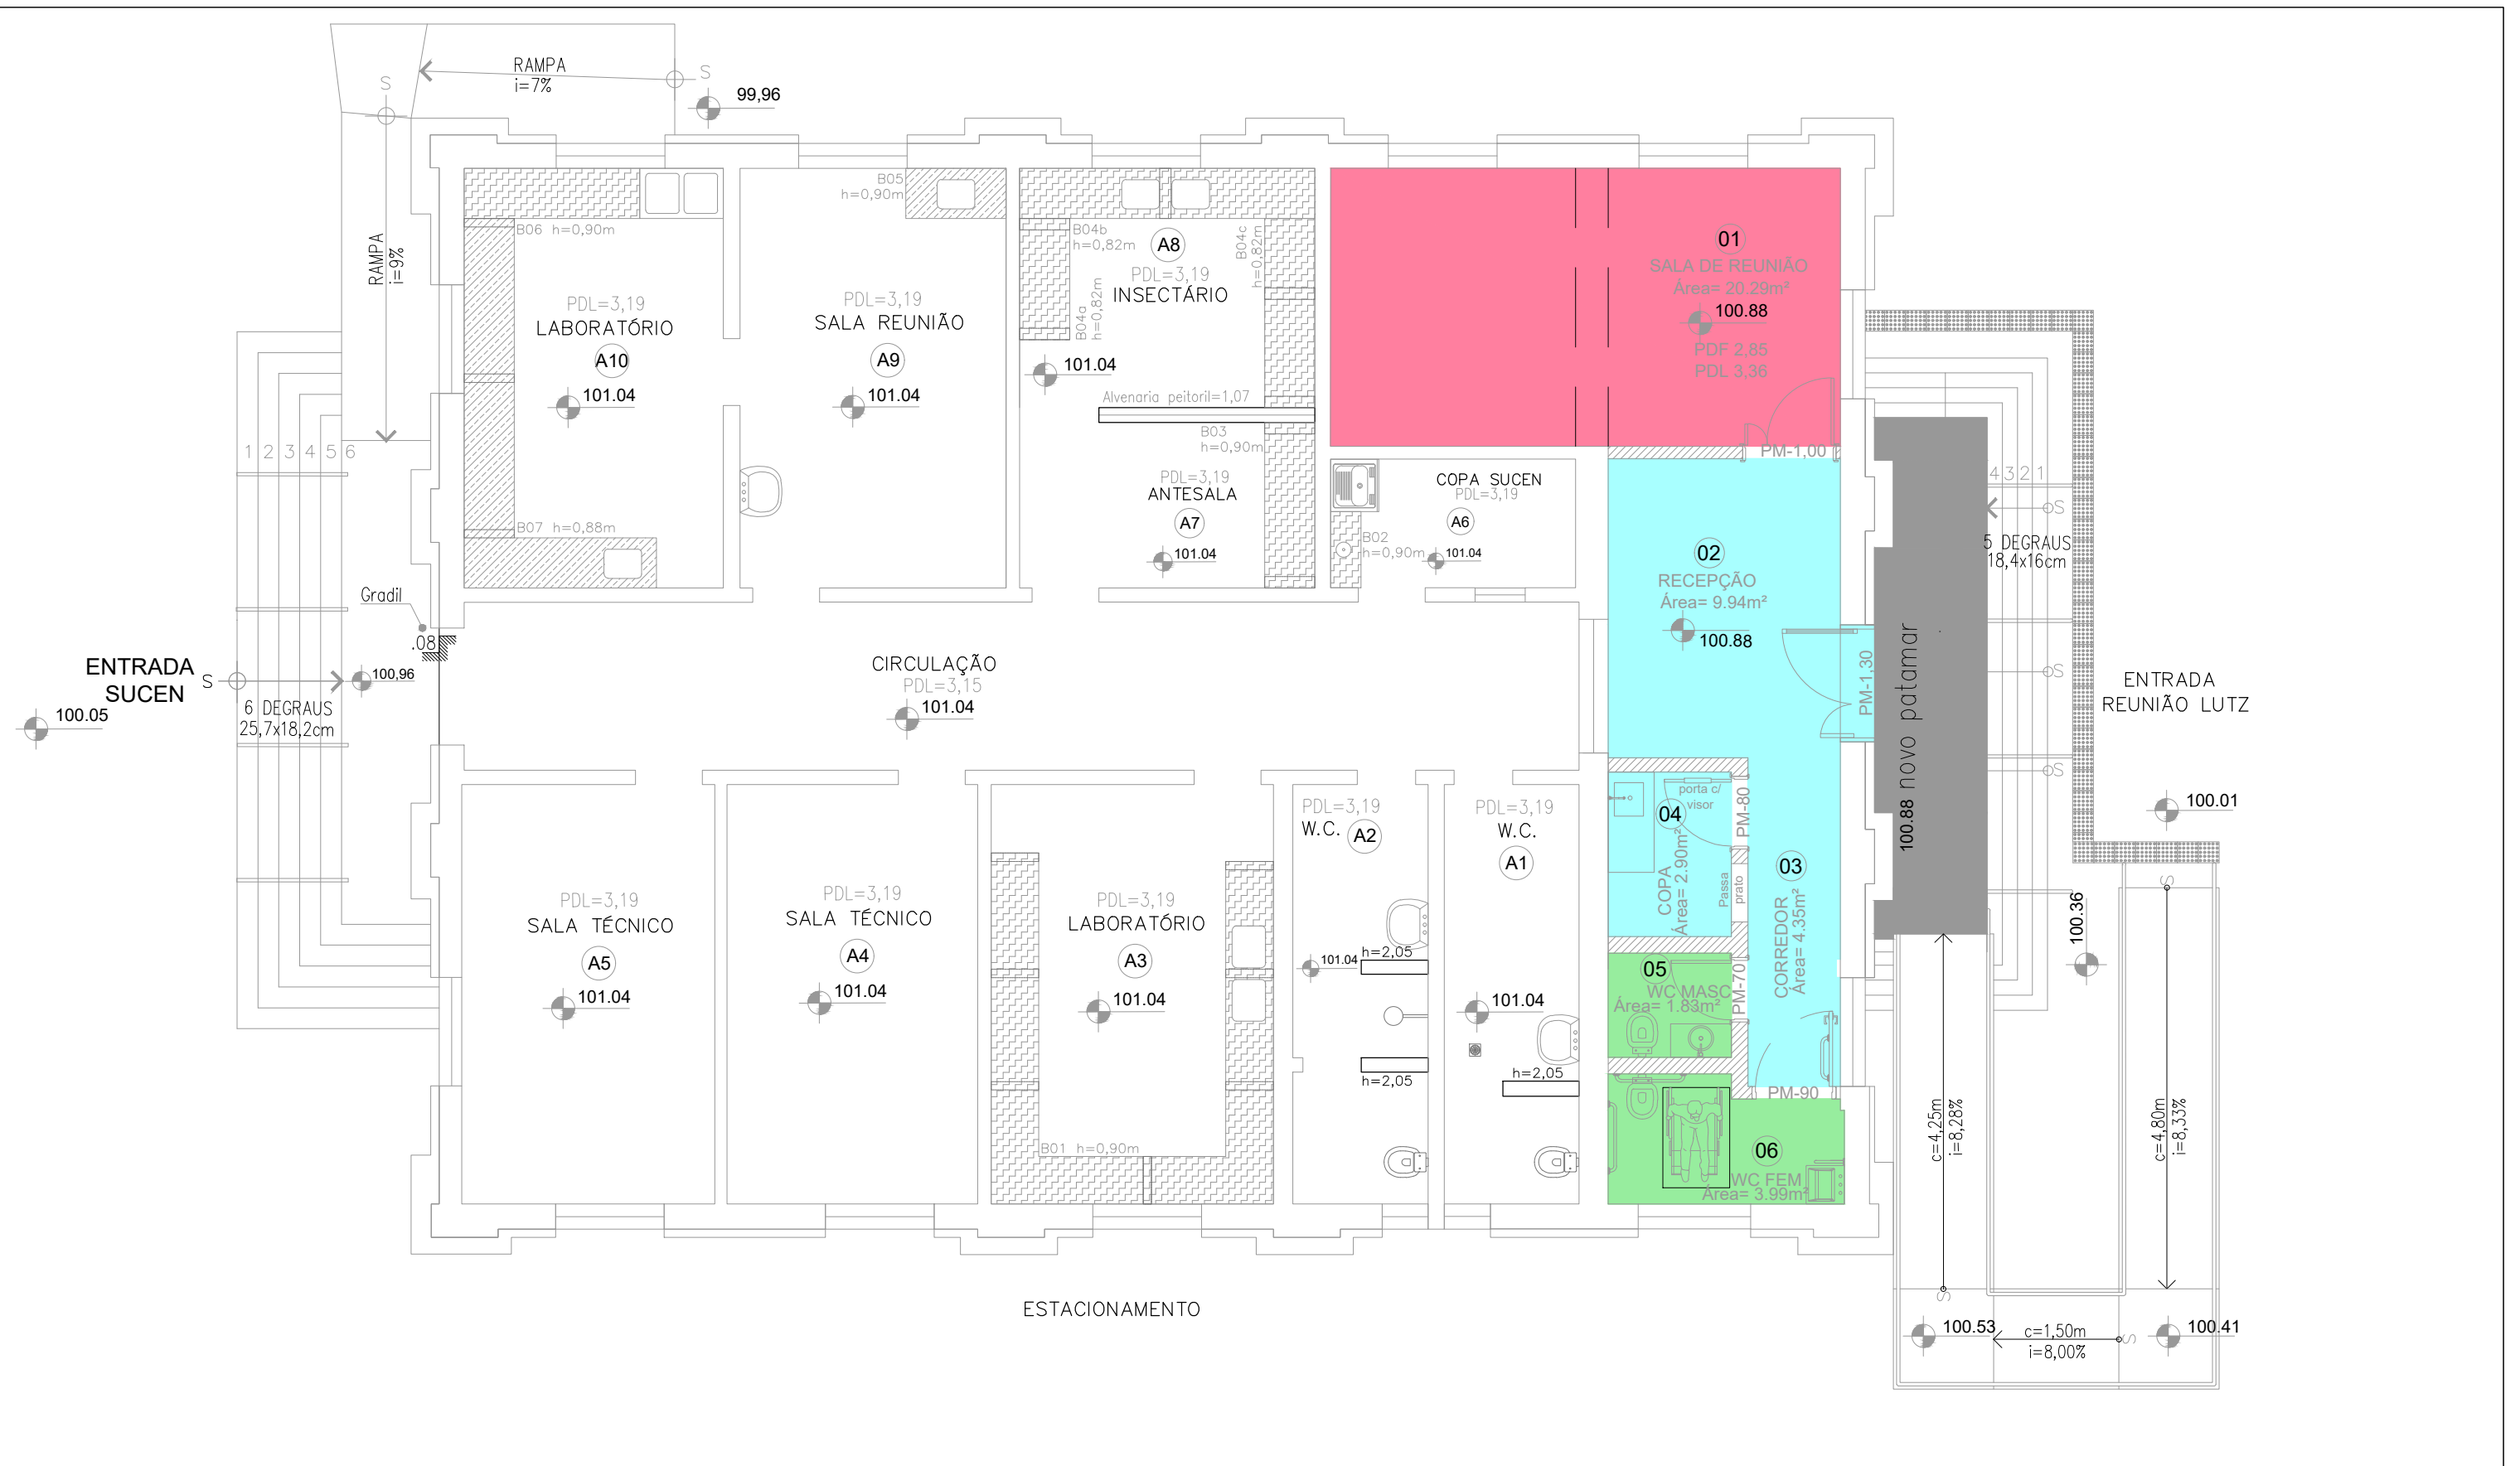 RAMPA
i=7%
S
S
99,96
RAMPA
i=9%
B05
h=0,90m
B06 h=0,90m
PDL=3,19
LABORATÓRIO
A10
101.04
B07 h=0,88m
PDL=3,19
SALA REUNIÃO
A9
101.04
B04b
h=0,82m
A8
PDL=3,19
INSECTÁRIO
B04c
h=0,82m
B04a
h=0,82m
101.04
Alvenaria peitoril=1,07
B03
h=0,90m
PDL=3,19
ANTESALA
A7
101.04
COPA SUCEN
PDL=3,19
A6
B02
h=0,90m
101.04
01
SALA DE REUNIÃO
Área= 20.29m²
100.88
PDF 2,85
PDL 3,36
PM-1,00
02
RECEPÇÃO
Área= 9.94m²
100.88
PM-1,30
100.88 novo patamar
4 3 2 1
S
5 DEGRAUS
18,4x16cm
S
S
ENTRADA
REUNIÃO LUTZ
100.01
1 2 3 4 5 6
Gradil
.08
ENTRADA
SUCEN
S
100,96
6 DEGRAUS
25,7x18,2cm
100.05
CIRCULAÇÃO
PDL=3,15
101.04
PDL=3,19
SALA TÉCNICO
A5
101.04
PDL=3,19
SALA TÉCNICO
A4
101.04
PDL=3,19
LABORATÓRIO
A3
101.04
B01 h=0,90m
PDL=3,19
W.C.
A2
101.04
h=2,05
h=2,05
PDL=3,19
W.C.
A1
101.04
h=2,05
porta c/
visor
04
COPA
Área= 2.90m²
PM-80
Passa
prato
03
CORREDOR
Área= 4.35m²
05
WC MASC
Área= 1.83m²
PM-70
PM-90
06
WC FEM
Área= 3.99m²
100.36
S
c=4,25m
i=8,28%
c=4,80m
i=8,33%
S
100.53
c=1,50m
i=8,00%
S
100.41
ESTACIONAMENTO